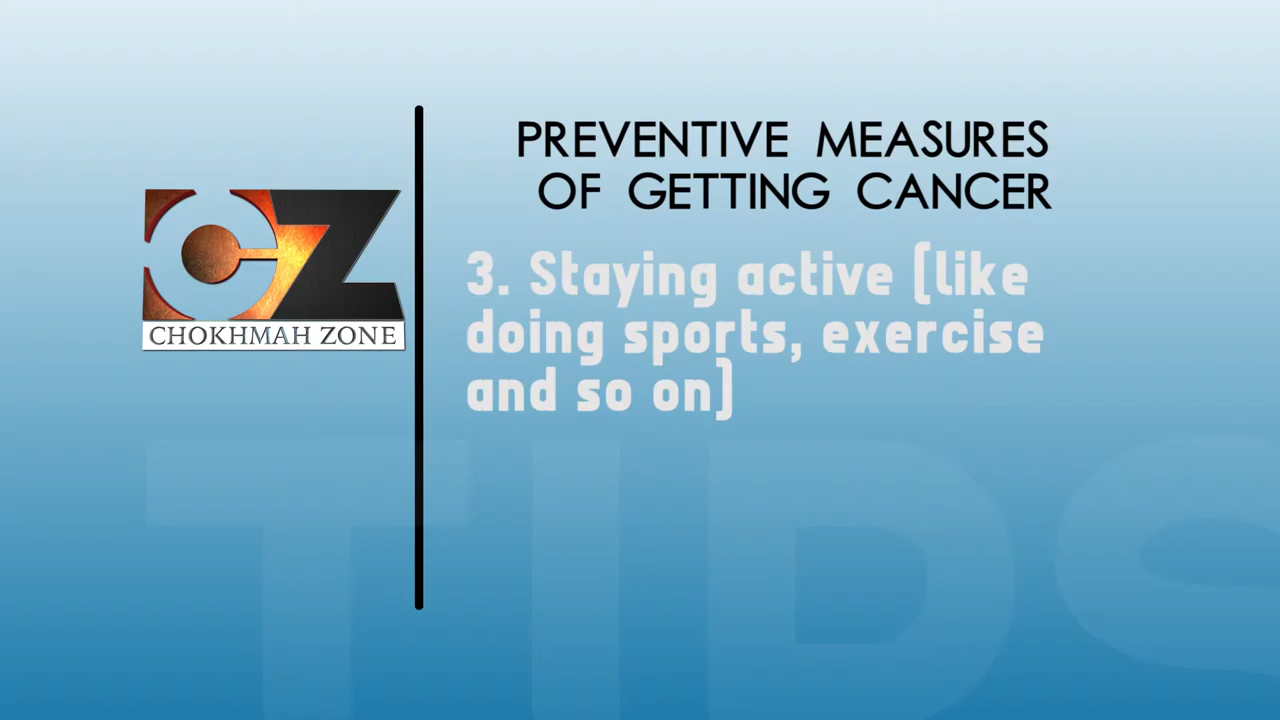 PREVENTIVE MEASURES
OF GETTING CANCER
CHOKHMAH ZONE
3. Staying active (like
doing sports, exercise
and so on)
TIPS